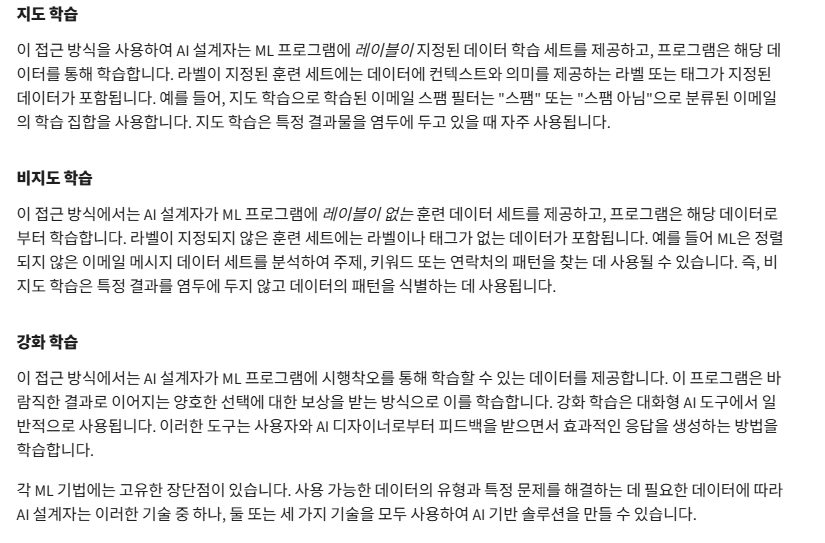 지도 학습
이 접근 방식을 사용하여 AI 설계자는 ML 프로그램에 레이블이 지정된 데이터 학습 세트를 제공하고, 프로그램은 해당 데
이터를 통해 학습합니다. 라벨이 지정된 훈련 세트에는 데이터에 컨텍스트와 의미를 제공하는 라벨 또는 태그가 지정된
데이터가 포함됩니다. 예를 들어, 지도 학습으로 학습된 이메일 스팸 필터는 "스팸" 또는 "스팸 아님"으로 분류된 이메일
의 학습 집합을 사용합니다. 지도 학습은 특정 결과물을 염두에 두고 있을 때 자주 사용됩니다.
비지도 학습
이 접근 방식에서는 AI 설계자가 ML 프로그램에 레이블이 없는 훈련 데이터 세트를 제공하고, 프로그램은 해당 데이터로
부터 학습합니다. 라벨이 지정되지 않은 훈련 세트에는 라벨이나 태그가 없는 데이터가 포함됩니다. 예를 들어 ML은 정렬
되지 않은 이메일 메시지 데이터 세트를 분석하여 주제, 키워드 또는 연락처의 패턴을 찾는 데 사용될 수 있습니다. 즉, 비
지도 학습은 특정 결과를 염두에 두지 않고 데이터의 패턴을 식별하는 데 사용됩니다.
강화 학습
이 접근 방식에서는 AI 설계자가 ML 프로그램에 시행착오를 통해 학습할 수 있는 데이터를 제공합니다. 이 프로그램은 바
람직한 결과로 이어지는 양호한 선택에 대한 보상을 받는 방식으로 이를 학습합니다. 강화 학습은 대화형 AI 도구에서 일
반적으로 사용됩니다. 이러한 도구는 사용자와 AI 디자이너로부터 피드백을 받으면서 효과적인 응답을 생성하는 방법을
학습합니다.
각 ML 기법에는 고유한 장단점이 있습니다. 사용 가능한 데이터의 유형과 특정 문제를 해결하는 데 필요한 데이터에 따라
AI 설계자는 이러한 기술 중 하나, 둘 또는 세 가지 기술을 모두 사용하여 AI 기반 솔루션을 만들 수 있습니다.